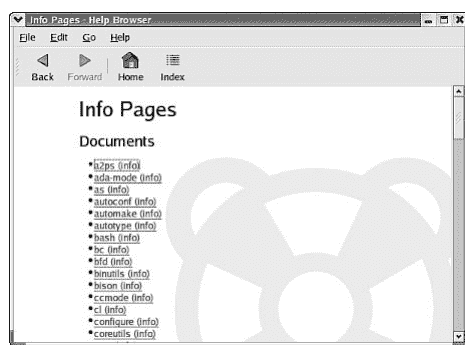 Info Pages - Help Browser
File Edit Go Help
Back Forward Home Index
Info Pages
Documents
a2ps (info)
ada-mode (info)
as (info)
autoconf (info)
automake (info)
autotype (info)
bash (info)
bc (info)
bfd (info)
binutils (info)
bison (info)
ccmode (info)
cl (info)
configure (info)
coreutils (info)